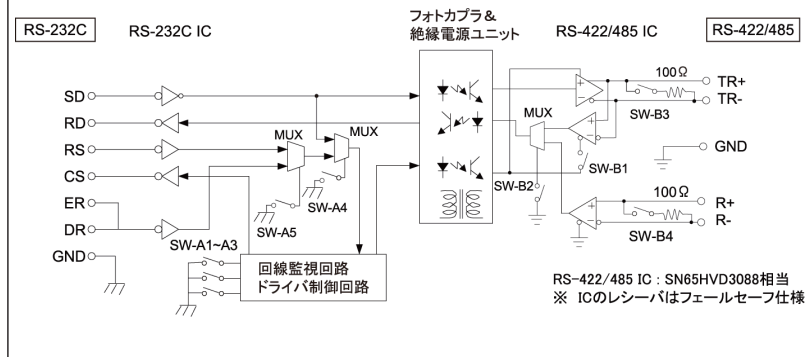 RS-232C
RS-232C IC
フォトカプラ&
絶縁電源ユニット
RS-422/485 IC
RS-422/485
SD
RD
RS
CS
ER
DR
GND
MUX
MUX
SW-A4
SW-A5
SW-A1~A3
回線監視回路
ドライバ制御回路
MUX
SW-B2
SW-B1
100Ω
SW-B3
TR+
TR-
GND
100Ω
SW-B4
R+
R-
+
−
+
−
+
−
RS-422/485 IC : SN65HVD3088相当
※ ICのレシーバはフェールセーフ仕様